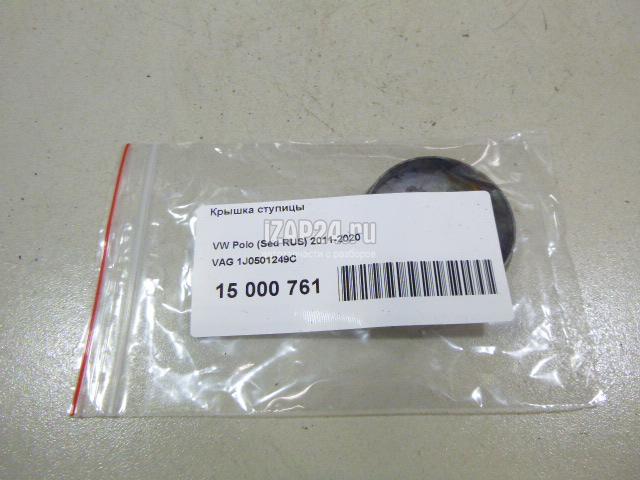 Крышка ступицы
IZAP24.ru
VW Polo (Sed RUS) 2011-2020
VAG 1J0501249C
15 000 761